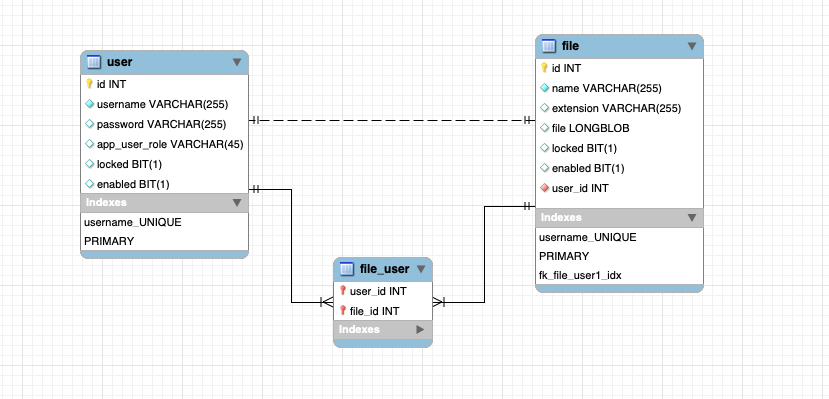 user
id INT
username VARCHAR(255)
password VARCHAR(255)
app_user_role VARCHAR(45)
locked BIT(1)
enabled BIT(1)
Indexes
username_UNIQUE
PRIMARY
file
id INT
name VARCHAR(255)
extension VARCHAR(255)
file LONGBLOB
locked BIT(1)
enabled BIT(1)
user_id INT
Indexes
username_UNIQUE
PRIMARY
fk_file_user1_idx
file_user
user_id INT
file_id INT
Indexes